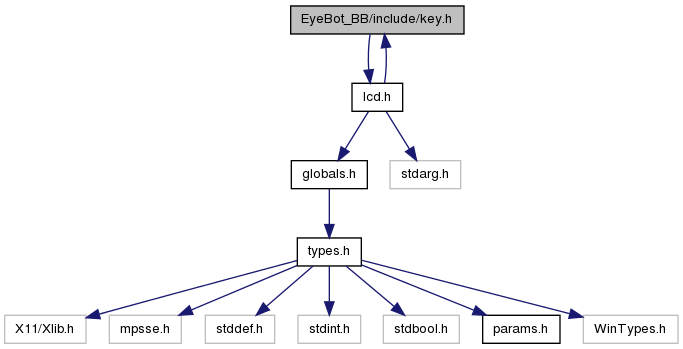 EyeBot_BB/include/key.h
lcd.h
globals.h
stdarg.h
types.h
X11/Xlib.h
mpsse.h
stddef.h
stdint.h
stdbool.h
params.h
WinTypes.h